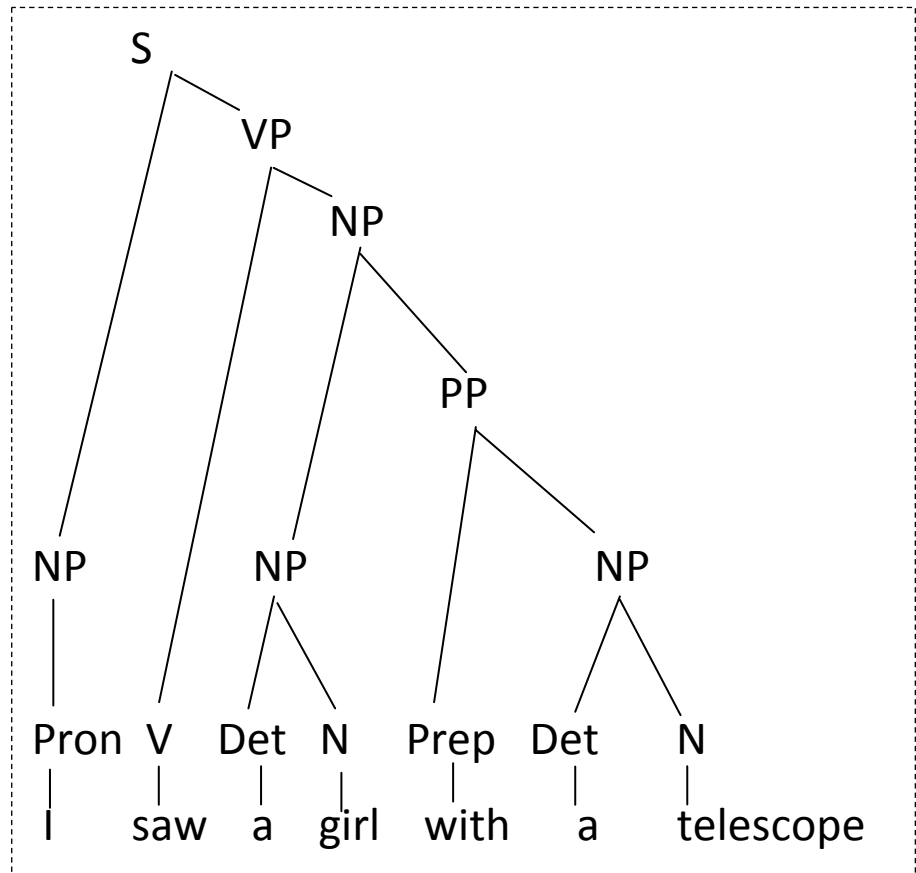 S
VP
NP
PP
NP NP NP
Pron V Det N Prep Det N
I saw a girl with a telescope